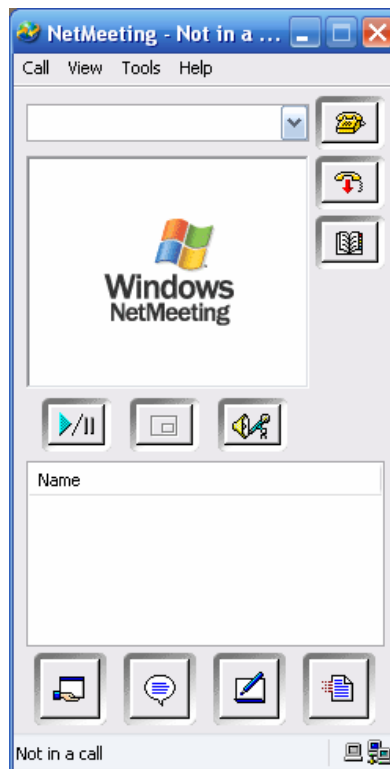 NetMeeting - Not in a ...
Call View Tools Help
Windows
NetMeeting
Name
Not in a call